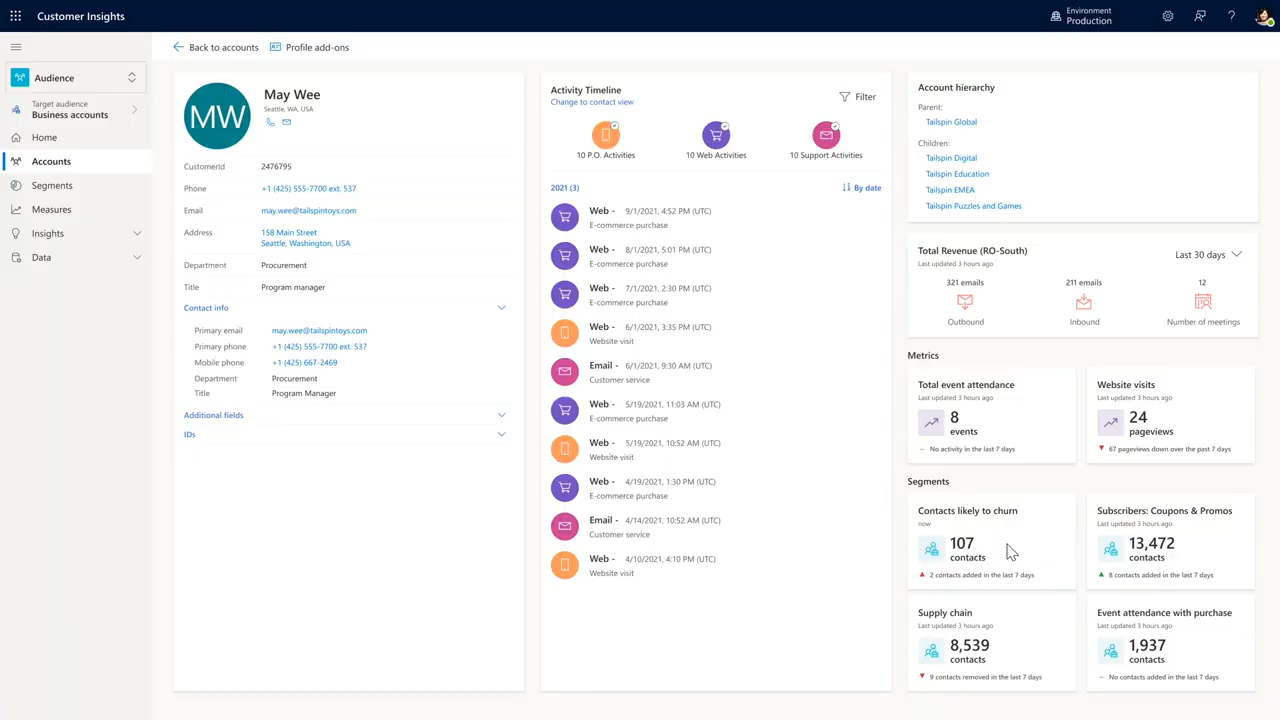 Customer Insights
Environment
Production
?
Back to accounts
Profile add-ons
Audience
Target audience
Business accounts
Home
Accounts
Segments
Measures
Insights
Data
MW
May Wee
Seattle, WA, USA
CustomerId 2476795
Phone +1 (425) 555-7700 ext. 537
Email may.wee@tailspintoys.com
Address 158 Main Street
Seattle, Washington, USA
Department Procurement
Title Program manager
Contact info
Primary email may.wee@tailspintoys.com
Primary phone +1 (425) 555-7700 ext. 537
Mobile phone +1 (425) 667-2469
Department Procurement
Title Program Manager
Additional fields
IDs
Activity Timeline
Change to contact view
Filter
10 P.O. Activities
10 Web Activities
10 Support Activities
2021 (3)
By date
Web - 9/1/2021, 4:52 PM (UTC)
E-commerce purchase
Web - 8/1/2021, 5:01 PM (UTC)
E-commerce purchase
Web - 7/1/2021, 2:30 PM (UTC)
E-commerce purchase
Web - 6/1/2021, 3:35 PM (UTC)
Website visit
Email - 6/1/2021, 9:30 AM (UTC)
Customer service
Web - 5/19/2021, 11:03 AM (UTC)
E-commerce purchase
Web - 5/19/2021, 10:52 AM (UTC)
Website visit
Web - 4/19/2021, 1:30 PM (UTC)
E-commerce purchase
Email - 4/14/2021. 10:52 AM (UTC)
Customer service
Web - 4/10/2021, 4:10 PM (UTC)
Website visit
Account hierarchy
Parent:
Tailspin Global
Children:
Tailspin Digital
Tailspin Education
Tailspin EMEA
Tailspin Puzzles and Games
Total Revenue (RO-South)
Last updated 3 hours ago
Last 30 days
321 emails
Outbound
211 emails
Inbound
12
Number of meetings
Metrics
Total event attendance
Last updated 3 hours ago
8
events
– No activity in the last 7 days
Website visits
Last updated 3 hours ago
24
pageviews
67 pageviews down over the past 7 days
Segments
Contacts likely to churn
now
107
contacts
2 contacts added in the last 7 days
Subscribers: Coupons & Promos
Last updated 3 hours ago
13,472
contacts
8 contacts added in the last 7 days
Supply chain
Last updated 3 hours ago
8,539
contacts
9 contacts removed in the last 7 days
Event attendance with purchase
Last updated 3 hours ago
1,937
contacts
– No contacts added in the last 7 days